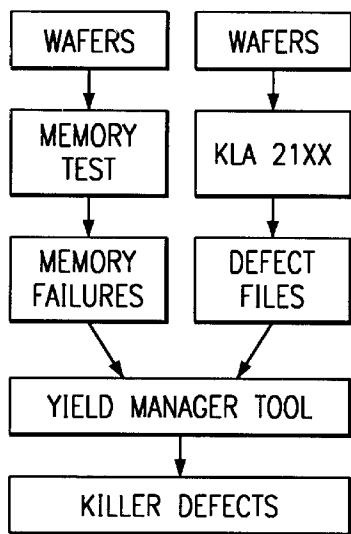 WAFERS
WAFERS
MEMORY
TEST
KLA 21XX
MEMORY
FAILURES
DEFECT
FILES
YIELD MANAGER TOOL
KILLER DEFECTS